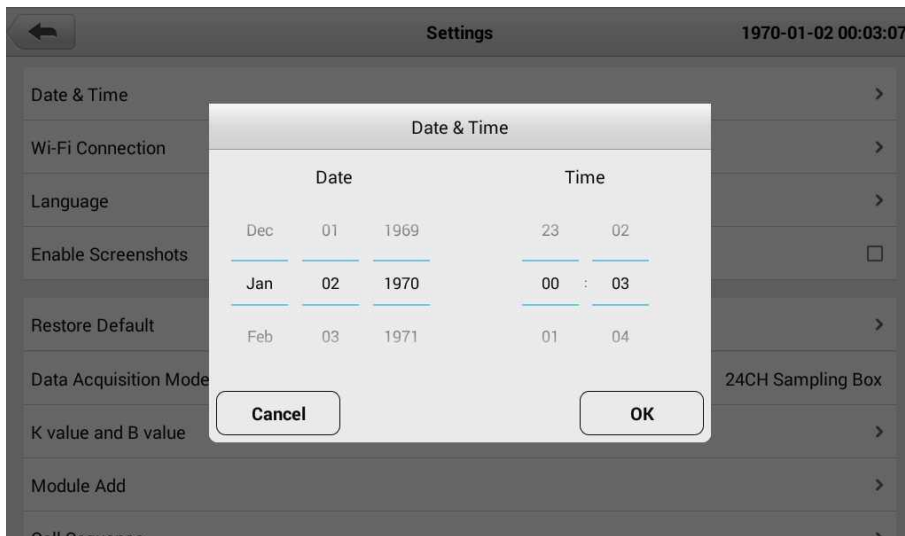 Settings
1970-01-02 00:03:07
Date & Time
Wi-Fi Connection
Language
Enable Screenshots
Restore Default
Data Acquisition Mode
24CH Sampling Box
K value and B value
Module Add
Date & Time
Date
Time
Dec 01 1969
23 02
Jan 02 1970
00 : 03
Feb 03 1971
01 04
Cancel
OK